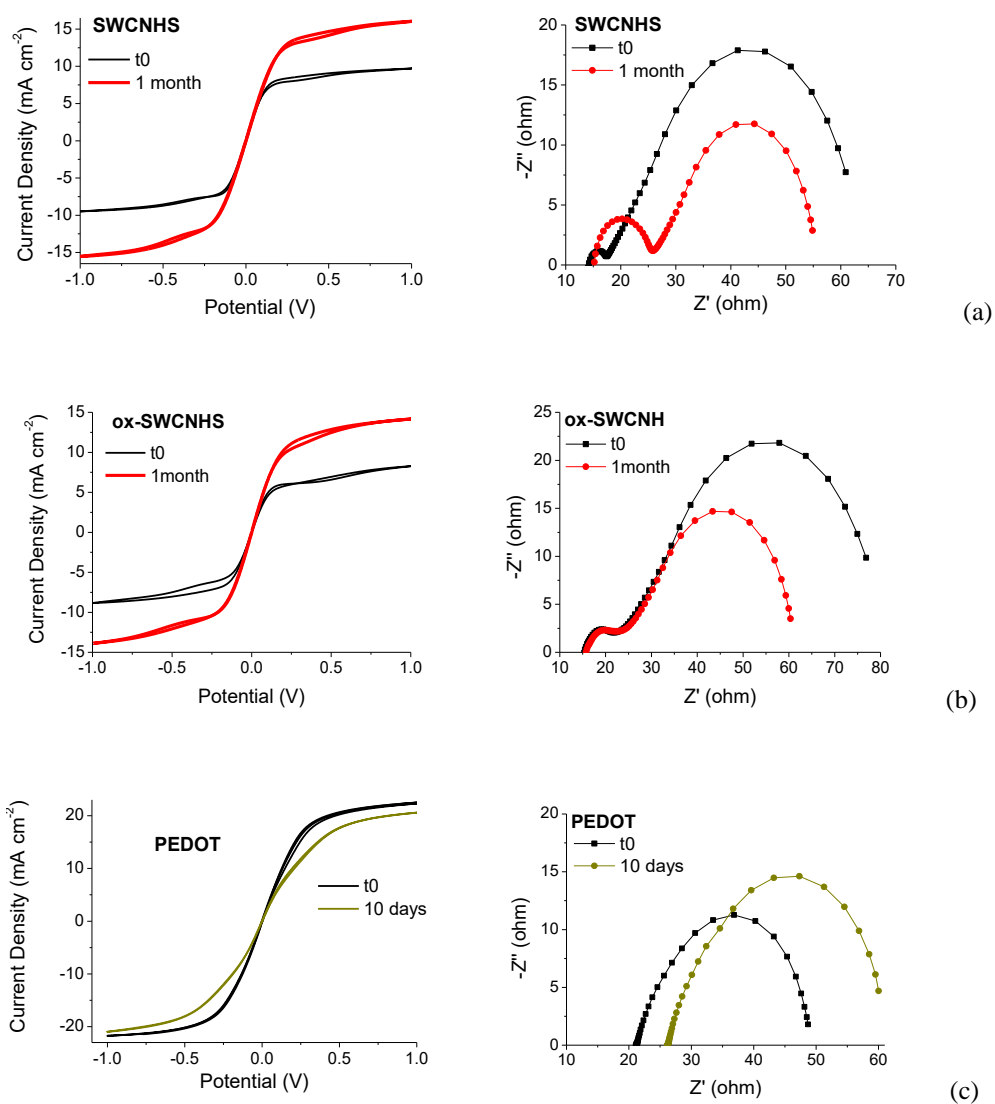 SWCNHS
t0
1 month
15
10
5
0
-5
-10
-15
-1.0 -0.5 0.0 0.5 1.0
Current Density (mA cm-2)
Potential (V)
SWCNHS
t0
1 month
20
15
10
5
0
10 20 30 40 50 60 70
-Z" (ohm)
Z' (ohm)
(a)
ox-SWCNHS
t0
1month
15
10
5
0
-5
-10
-15
-1.0 -0.5 0.0 0.5 1.0
Current Density (mA cm-2)
Potential (V)
ox-SWCNH
t0
1month
25
20
15
10
5
0
10 20 30 40 50 60 70 80
-Z" (ohm)
Z' (ohm)
(b)
PEDOT
t0
10 days
20
10
0
-10
-20
-1.0 -0.5 0.0 0.5 1.0
Current Density (mA cm-2)
Potential (V)
PEDOT
t0
10 days
20
15
10
5
0
10 20 30 40 50 60
-Z" (ohm)
Z' (ohm)
(c)